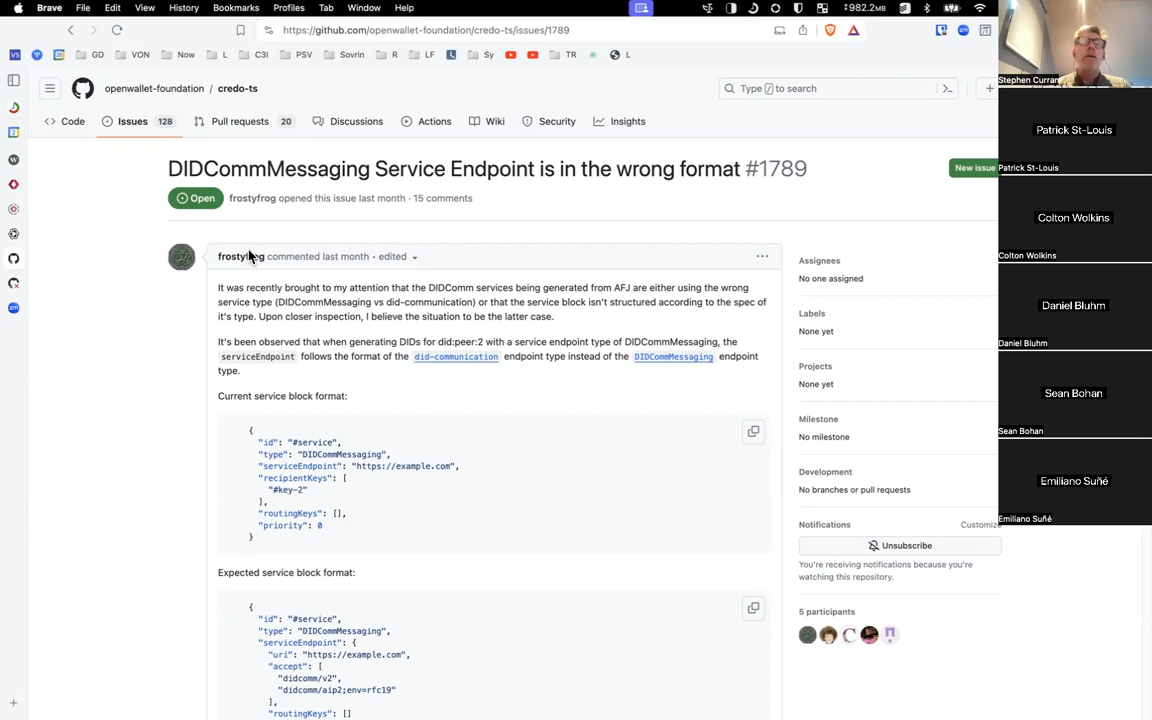 Brave File Edit View History Bookmarks Profiles Tab Window Help
982.2MB
https://github.com/openwallet-foundation/credo-ts/issues/1789
GD VON Now L C3I PSV Sovrin R LF Sy TR L
openwallet-foundation / credo-ts
Type / to search
Code Issues 128 Pull requests 20 Discussions Actions Wiki Security Insights
DIDCommMessaging Service Endpoint is in the wrong format #1789
New issue
Open frostyfrog opened this issue last month · 15 comments
frostyfrog commented last month · edited
It was recently brought to my attention that the DIDComm services being generated from AFJ are either using the wrong
service type (DIDCommMessaging vs did-communication) or that the service block isn't structured according to the spec of
it's type. Upon closer inspection, I believe the situation to be the latter case.
It's been observed that when generating DIDs for did:peer:2 with a service endpoint type of DIDCommMessaging, the
serviceEndpoint follows the format of the did-communication endpoint type instead of the DIDCommMessaging endpoint
type.
Current service block format:
{
"id": "#service",
"type": "DIDCommMessaging",
"serviceEndpoint": "https://example.com",
"recipientKeys": [
"#key-2"
],
"routingKeys": [],
"priority": 0
}
Expected service block format:
{
"id": "#service",
"type": "DIDCommMessaging",
"serviceEndpoint": {
"uri": "https://example.com",
"accept": [
"didcomm/v2",
"didcomm/aip2;env=rfc19"
],
"routingKeys": []
Assignees
No one assigned
Labels
None yet
Projects
None yet
Milestone
No milestone
Development
No branches or pull requests
Notifications Customize
Unsubscribe
You're receiving notifications because you're
watching this repository.
5 participants
Stephen Curran
Patrick St-Louis
Patrick St-Louis
Colton Wolkins
Colton Wolkins
Daniel Bluhm
Daniel Bluhm
Sean Bohan
Sean Bohan
Emiliano Suñé
Emiliano Suñé